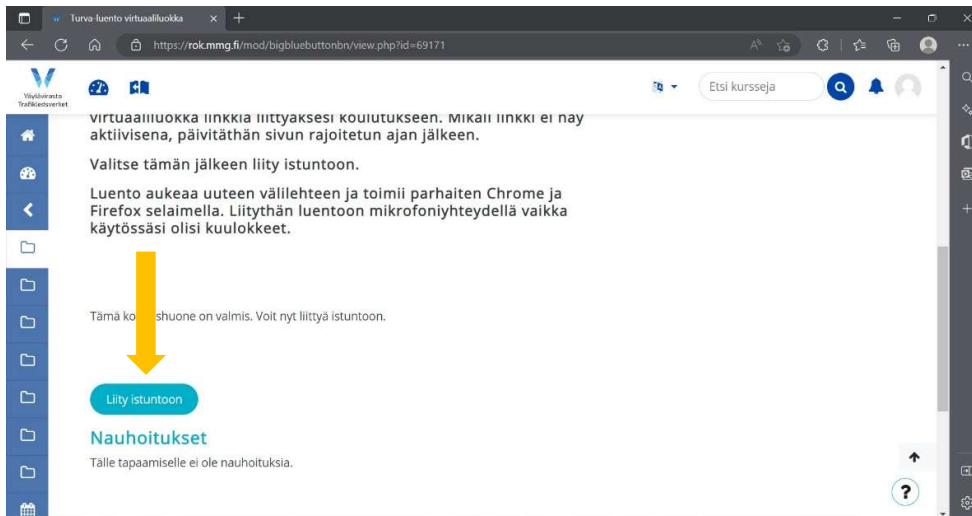 Turva-luento virtuaaliluokka
https://rok.mmg.fi/mod/bigbluebuttonbn/view.php?id=69171
Väylävirasto
Trafikledsverket
Etsi kursseja
virtuaaliluokka linkkiä liittyäksesi koulutukseen. Mikäli linkki ei näy
aktiivisena, päivitäthän sivun rajoitetun ajan jälkeen.
Valitse tämän jälkeen liity istuntoon.
Luento aukeaa uuteen välilehteen ja toimii parhaiten Chrome ja
Firefox selaimella. Liitythän luentoon mikrofoniyhteydellä vaikka
käytössäsi olisi kuulokkeet.
Tämä shuone on valmis. Voit nyt liittyä istuntoon.
Liity istuntoon
Nauhoitukset
Tälle tapaamiselle ei ole nauhoituksia.
?